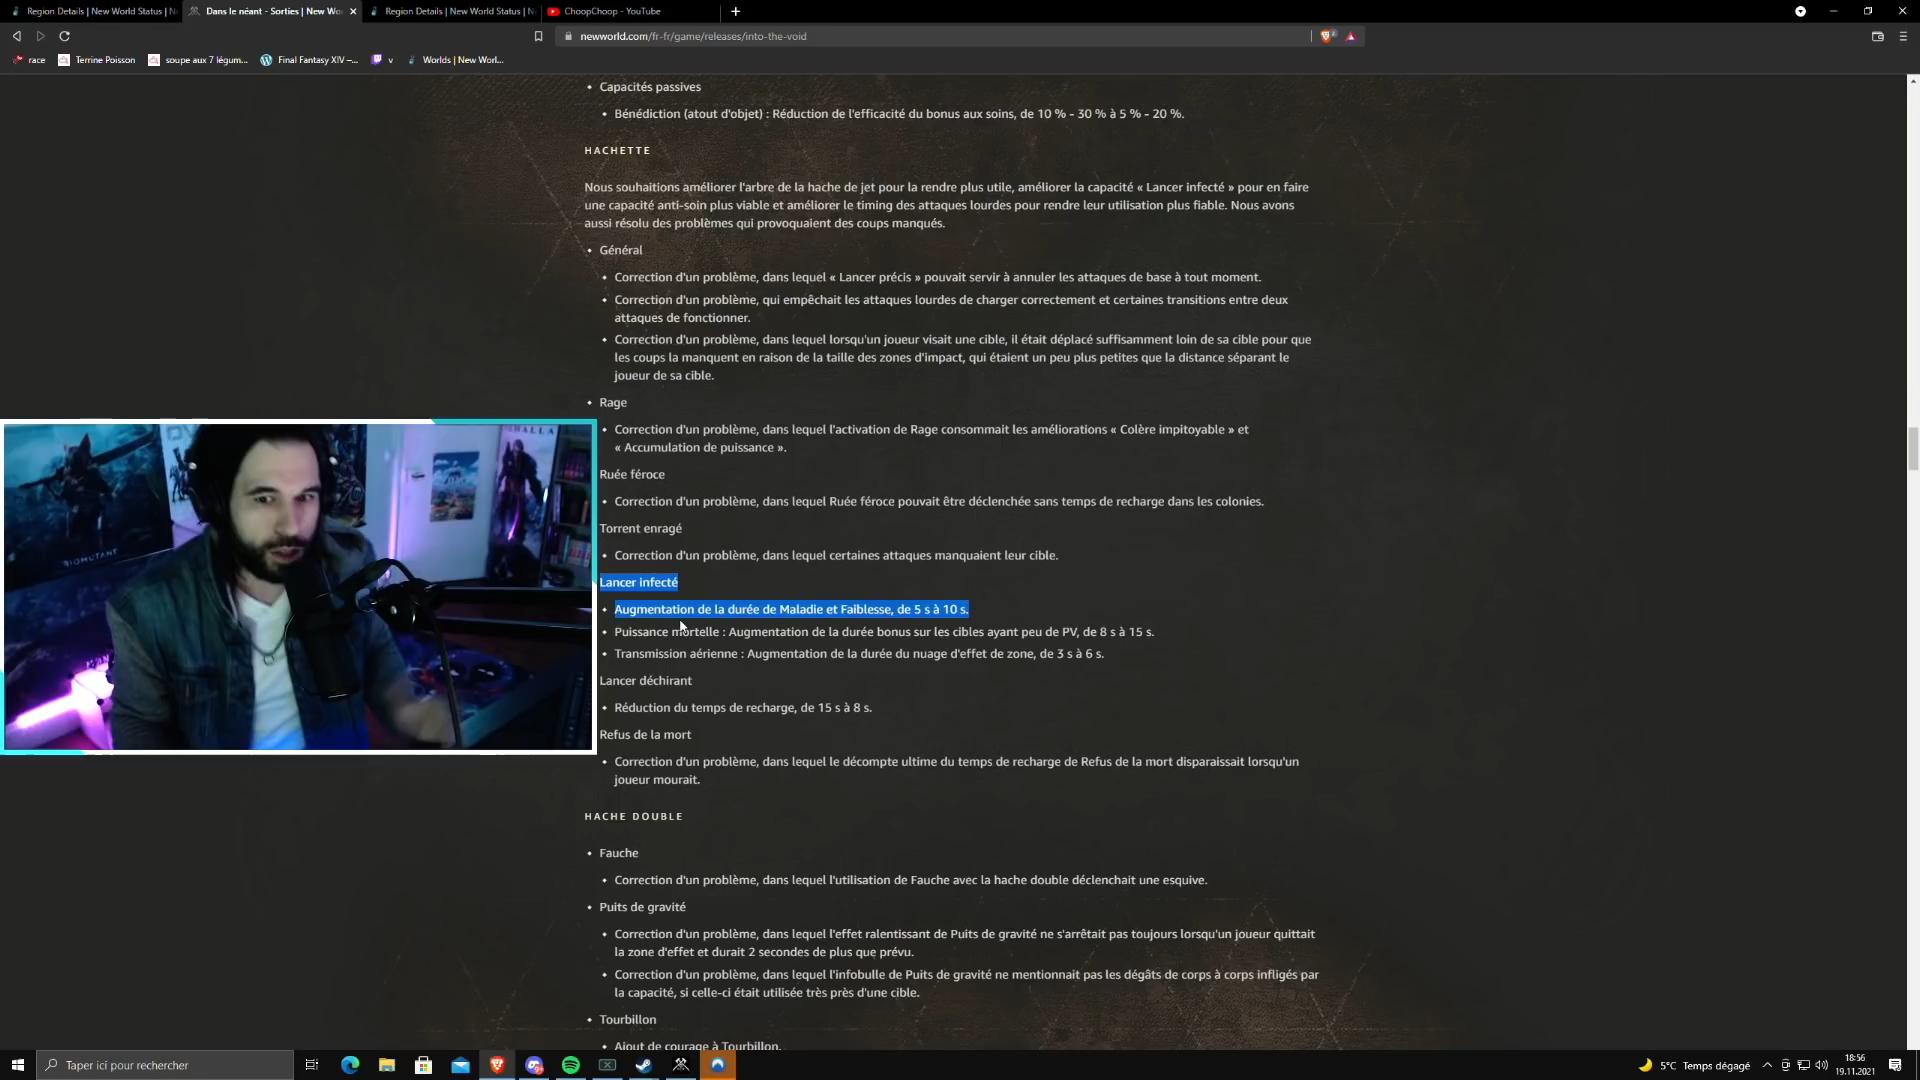 Region Details | New World Status | N
Dans le néant - Sorties | New Wo
Region Details | New World Status | N
ChoopChoop - YouTube
newworld.com/fr-fr/game/releases/into-the-void
race
Terrine Poisson
soupe aux 7 légum...
Final Fantasy XIV –...
v
Worlds | New Worl...
• Capacités passives
• Bénédiction (atout d'objet) : Réduction de l'efficacité du bonus aux soins, de 10 % - 30 % à 5 % - 20 %.
HACHETTE
Nous souhaitions améliorer l'arbre de la hache de jet pour la rendre plus utile, améliorer la capacité « Lancer infecté » pour en faire
une capacité anti-soin plus viable et améliorer le timing des attaques lourdes pour rendre leur utilisation plus fiable. Nous avons
aussi résolu des problèmes qui provoquaient des coups manqués.
• Général
• Correction d'un problème, dans lequel « Lancer précis » pouvait servir à annuler les attaques de base à tout moment.
• Correction d'un problème, qui empêchait les attaques lourdes de charger correctement et certaines transitions entre deux
attaques de fonctionner.
• Correction d'un problème, dans lequel lorsqu'un joueur visait une cible, il était déplacé suffisamment loin de sa cible pour que
les coups la manquent en raison de la taille des zones d'impact, qui étaient un peu plus petites que la distance séparant le
joueur de sa cible.
• Rage
• Correction d'un problème, dans lequel l'activation de Rage consommait les améliorations « Colère impitoyable » et
« Accumulation de puissance ».
Ruée féroce
• Correction d'un problème, dans lequel Ruée féroce pouvait être déclenchée sans temps de recharge dans les colonies.
Torrent enragé
• Correction d'un problème, dans lequel certaines attaques manquaient leur cible.
Lancer infecté
• Augmentation de la durée de Maladie et Faiblesse, de 5 s à 10 s.
• Puissance mortelle : Augmentation de la durée bonus sur les cibles ayant peu de PV, de 8 s à 15 s.
• Transmission aérienne : Augmentation de la durée du nuage d'effet de zone, de 3 s à 6 s.
Lancer déchirant
• Réduction du temps de recharge, de 15 s à 8 s.
Refus de la mort
• Correction d'un problème, dans lequel le décompte ultime du temps de recharge de Refus de la mort disparaissait lorsqu'un
joueur mourait.
BIOMUTANT
HALLA
HACHE DOUBLE
• Fauche
• Correction d'un problème, dans lequel l'utilisation de Fauche avec la hache double déclenchait une esquive.
• Puits de gravité
• Correction d'un problème, dans lequel l'effet ralentissant de Puits de gravité ne s'arrêtait pas toujours lorsqu'un joueur quittait
la zone d'effet et durait 2 secondes de plus que prévu.
• Correction d'un problème, dans lequel l'infobulle de Puits de gravité ne mentionnait pas les dégâts de corps à corps infligés par
la capacité, si celle-ci était utilisée très près d'une cible.
• Tourbillon
• Ajout de courage à Tourbillon.
Taper ici pour rechercher
5°C Temps dégagé
18:56
19.11.2021